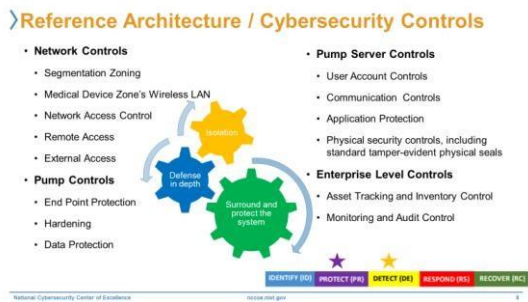 Reference Architecture / Cybersecurity Controls
• Network Controls
• Segmentation Zoning
• Medical Device Zone's Wireless LAN
• Network Access Control
• Remote Access
• External Access
• Pump Controls
• End Point Protection
• Hardening
• Data Protection
Isolation
Defense
in depth
Surround and
protect the
system
• Pump Server Controls
• User Account Controls
• Communication Controls
• Application Protection
• Physical security controls, including
standard tamper-evident physical seals
• Enterprise Level Controls
• Asset Tracking and Inventory Control
• Monitoring and Audit Control
IDENTIFY (ID) PROTECT (PR) DETECT (DE) RESPOND (RS) RECOVER (RC)
National Cybersecurity Center of Excellence nccoe.nist.gov